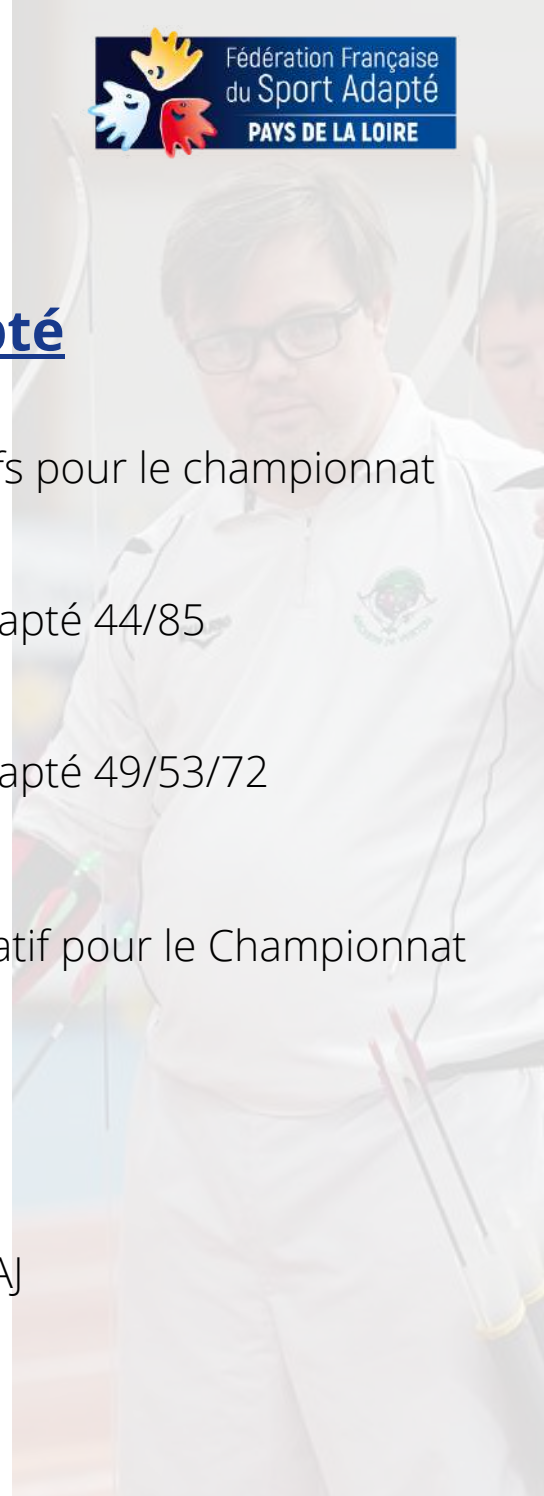 Fédération Française
du Sport Adapté
PAYS DE LA LOIRE
pté
fs pour le championnat
apté 44/85
apté 49/53/72
atif pour le Championnat
AJ